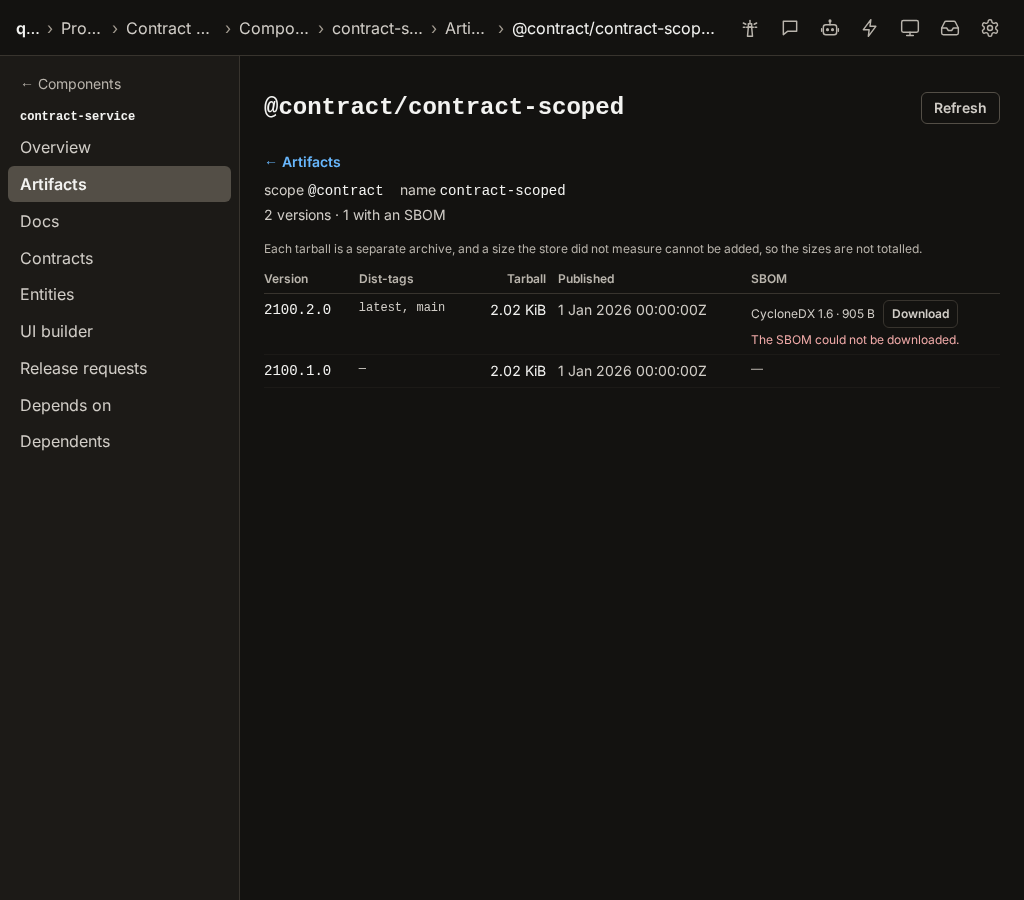 q... › Pro... › Contract ... › Compo... › contract-s... › Arti... › @contract/contract-scop...
← Components
contract-service
Overview
Artifacts
Docs
Contracts
Entities
UI builder
Release requests
Depends on
Dependents
@contract/contract-scoped
Refresh
← Artifacts
scope @contract name contract-scoped
2 versions · 1 with an SBOM
Each tarball is a separate archive, and a size the store did not measure cannot be added, so the sizes are not totalled.
Version Dist-tags Tarball Published SBOM
2100.2.0 latest, main 2.02 KiB 1 Jan 2026 00:00:00Z CycloneDX 1.6 · 905 B Download
The SBOM could not be downloaded.
2100.1.0 — 2.02 KiB 1 Jan 2026 00:00:00Z —